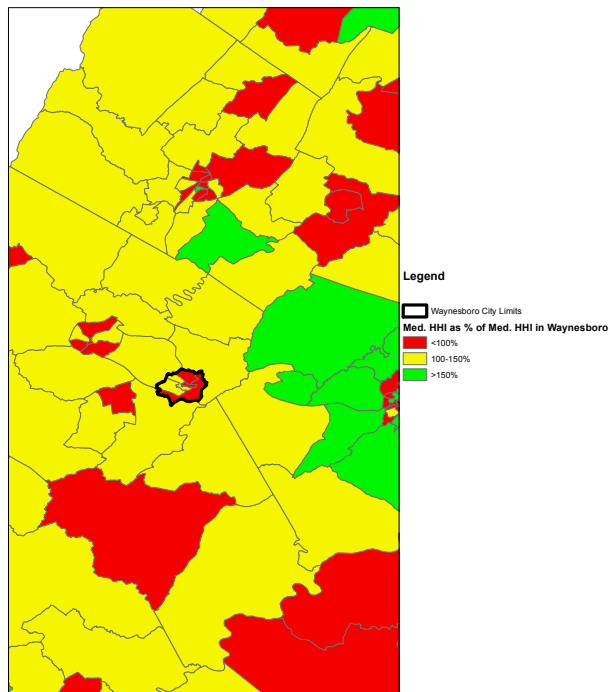 Legend
Waynesboro City Limits
Med. HHI as % of Med. HHI in Waynesboro
<100%
100-150%
>150%